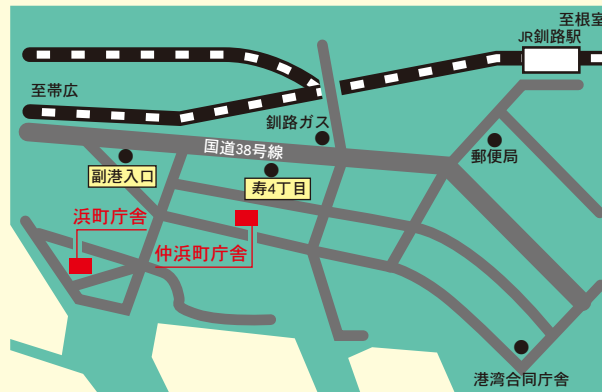 至根室
JR釧路駅
至帯広
釧路ガス
国道38号線
郵便局
副港入口
寿4丁目
浜町庁舎
仲浜町庁舎
港湾合同庁舎